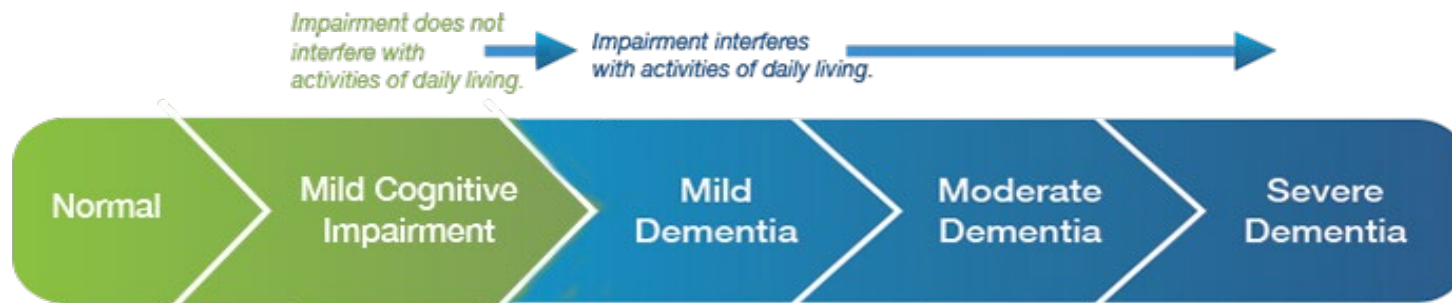 Impairment does not
interfere with
activities of daily living.
Impairment interferes
with activities of daily living.
Normal
Mild Cognitive
Impairment
Mild
Dementia
Moderate
Dementia
Severe
Dementia